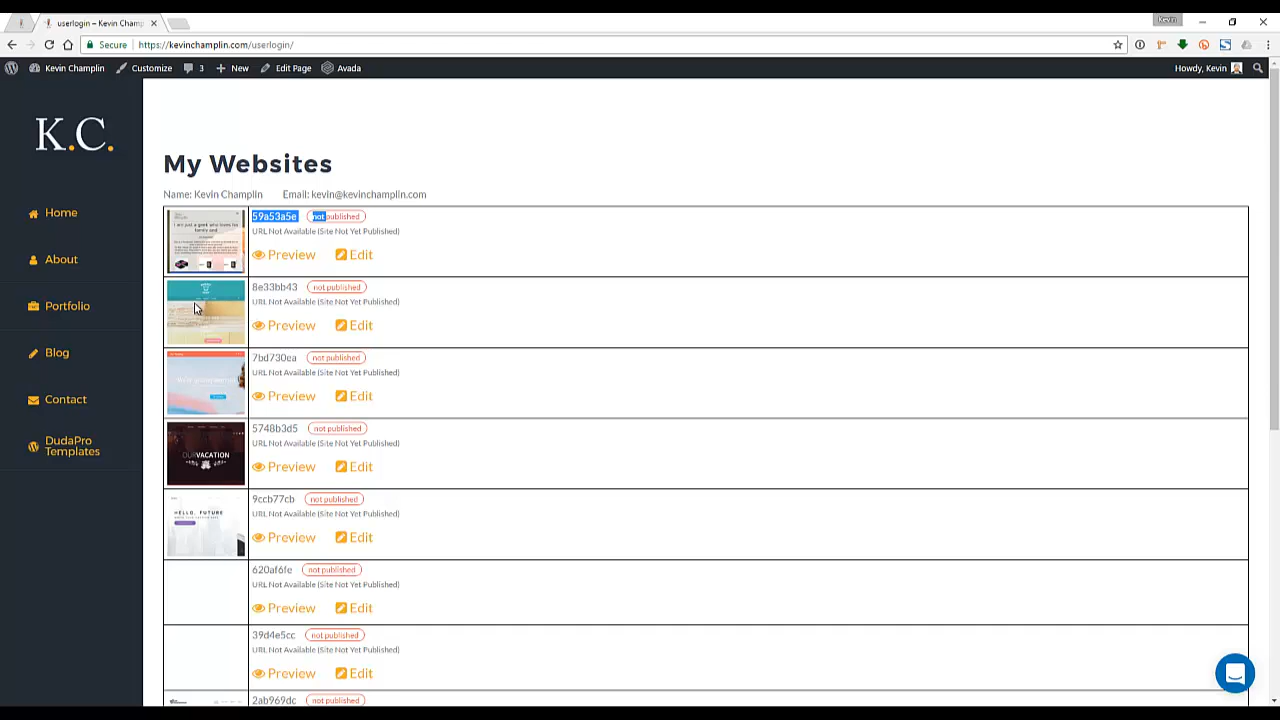 userlogin – Kevin Champ
Kevin
Secure
https://kevinchamplin.com/userlogin/
Kevin Champlin
Customize
3
New
Edit Page
Avada
Howdy, Kevin
K.C.
Home
About
Portfolio
Blog
Contact
DudaPro
Templates
My Websites
Name: Kevin Champlin Email: kevin@kevinchamplin.com
59a53a5e not published
URL Not Available (Site Not Yet Published)
Preview Edit
8e33bb43 not published
URL Not Available (Site Not Yet Published)
Preview Edit
7bd730ea not published
URL Not Available (Site Not Yet Published)
Preview Edit
OURVACATION
5748b3d5 not published
URL Not Available (Site Not Yet Published)
Preview Edit
HELLO, FUTURE
9ccb77cb not published
URL Not Available (Site Not Yet Published)
Preview Edit
620af6fe not published
URL Not Available (Site Not Yet Published)
Preview Edit
39d4e5cc not published
URL Not Available (Site Not Yet Published)
Preview Edit
2ab969dc not published